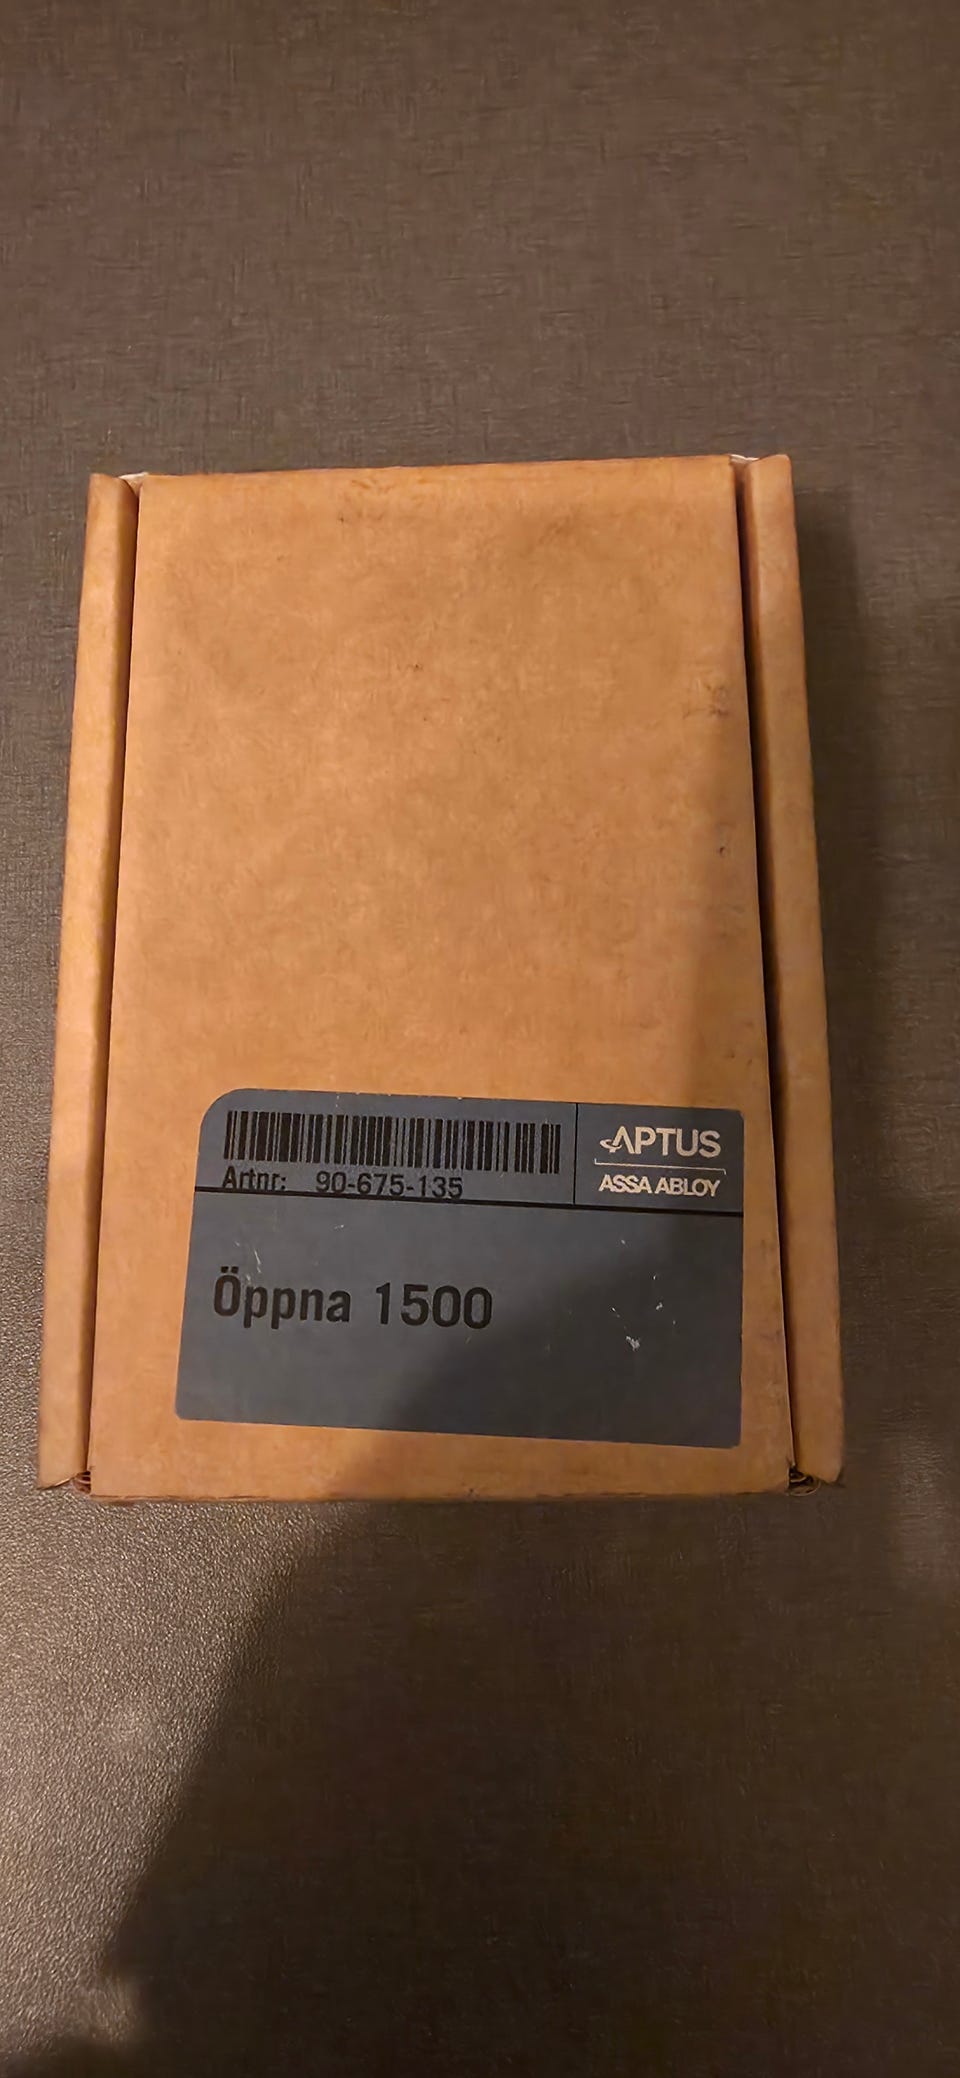 Artnr: 90-675-135
APTUS
ASSA ABLOY
Öppna 1500